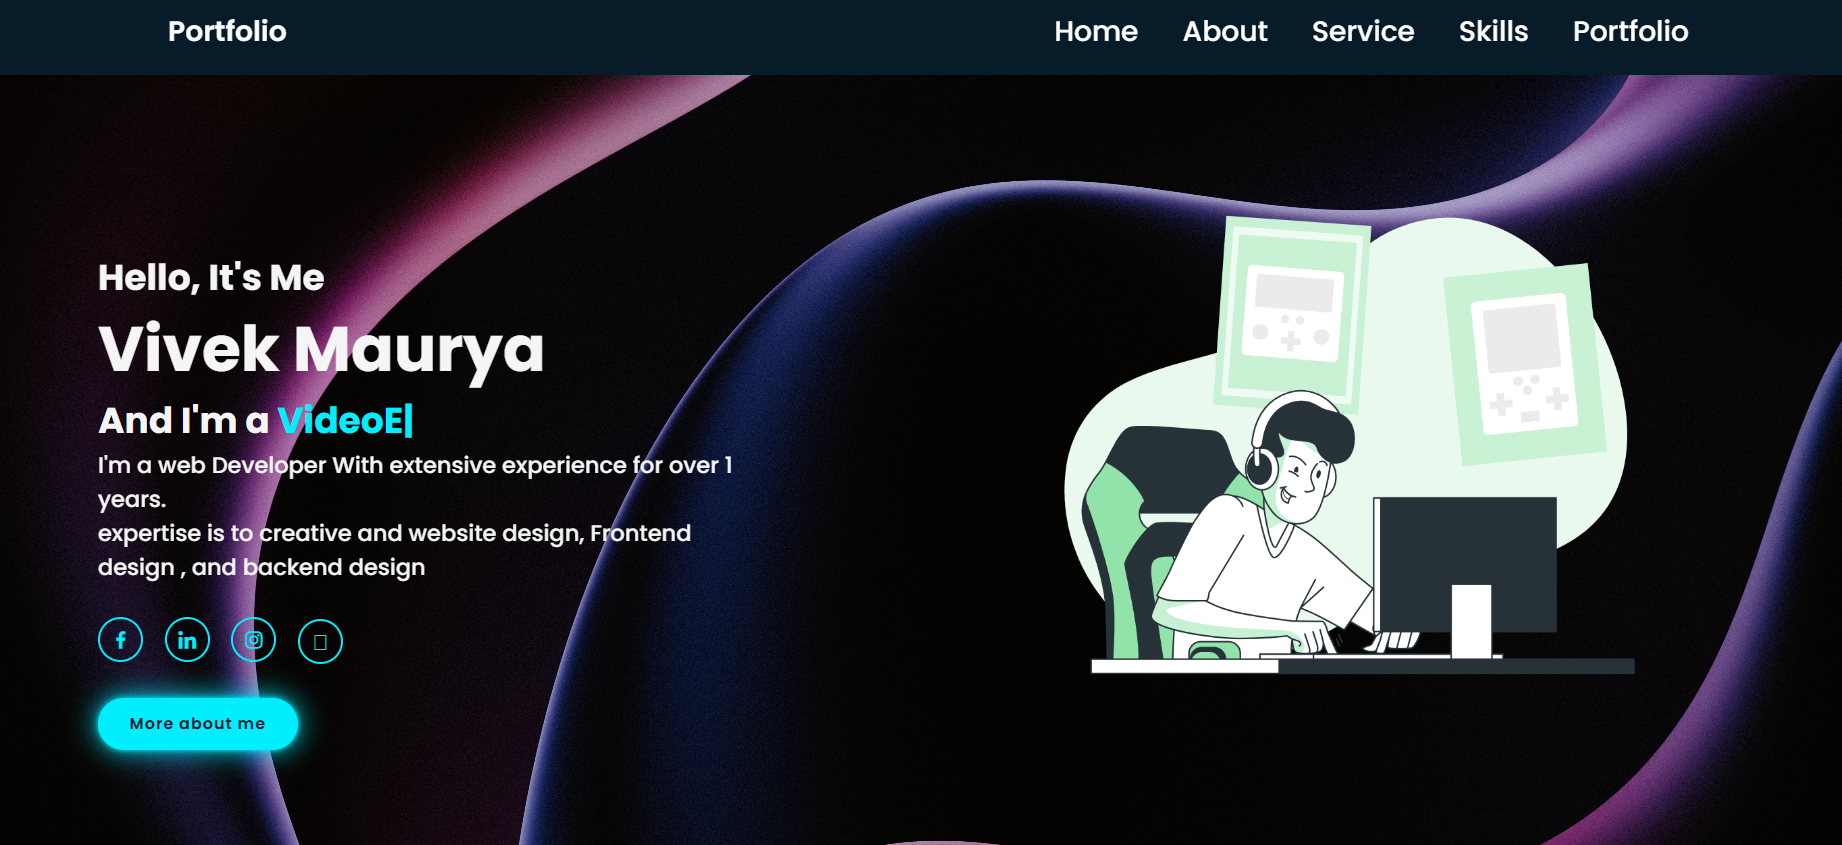 Portfolio
Home About Service Skills Portfolio
Hello, It's Me
Vivek Maurya
And I'm a VideoE|
I'm a web Developer With extensive experience for over 1
years.
expertise is to creative and website design, Frontend
design , and backend design
More about me